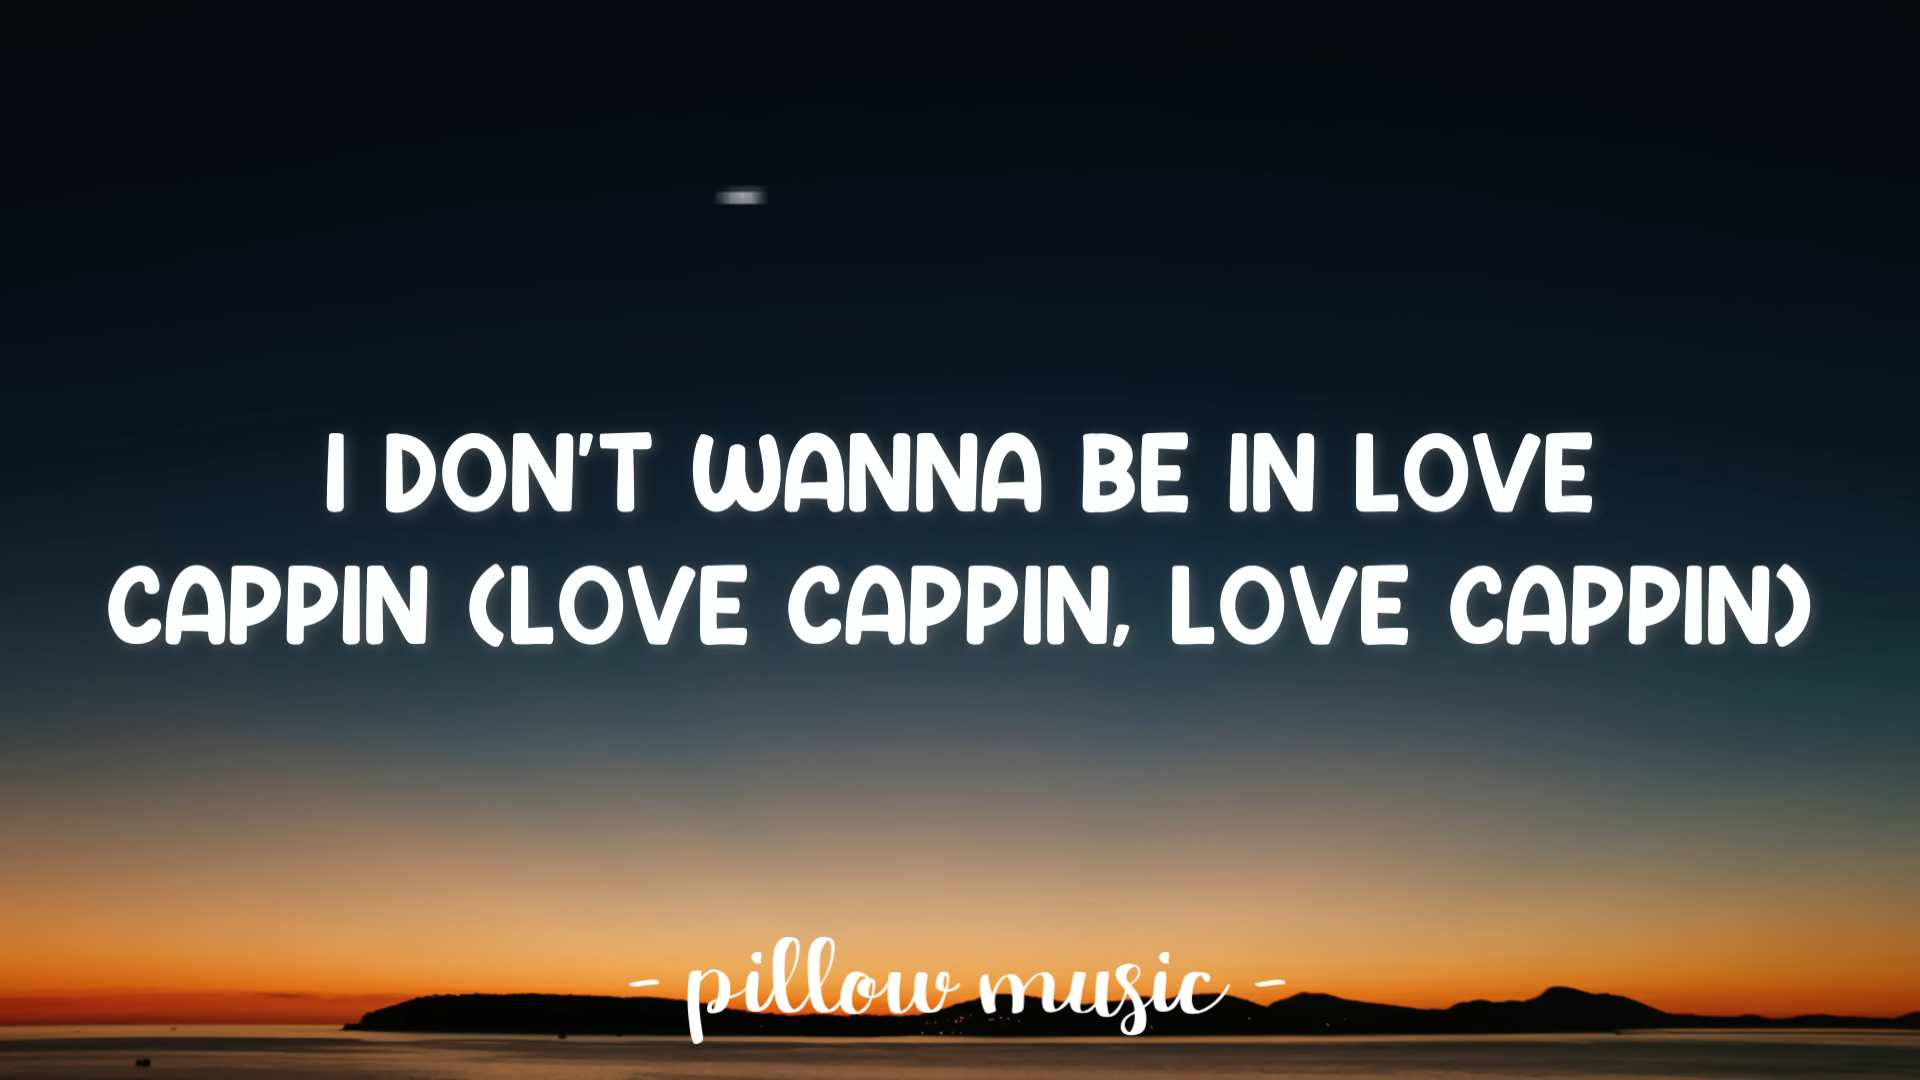 I DON'T WANNA BE IN LOVE
CAPPIN (LOVE CAPPIN, LOVE CAPPIN)
- pillow music -